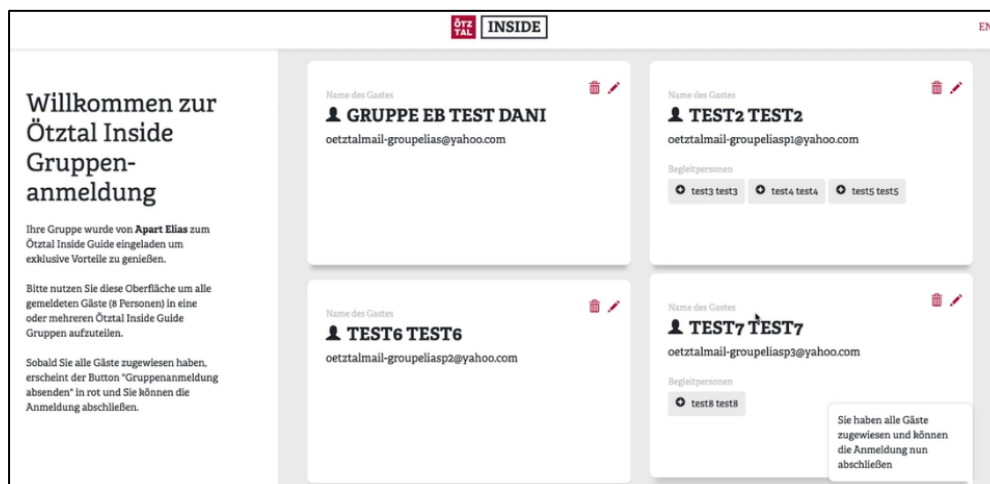 ÖTZ
TAL
INSIDE
EN
Willkommen zur
Ötztal Inside
Gruppen-
anmeldung
Ihre Gruppe wurde von Apart Elias zum
Ötztal Inside Guide eingeladen um
exklusive Vorteile zu genießen.
Bitte nutzen Sie diese Oberfläche um alle
gemeldeten Gäste (8 Personen) in eine
oder mehreren Ötztal Inside Guide
Gruppen aufzuteilen.
Sobald Sie alle Gäste zugewiesen haben,
erscheint der Button "Gruppenanmeldung
absenden" in rot und Sie können die
Anmeldung abschließen.
Name des Gastes
GRUPPE EB TEST DANI
oetztalmail-groupelias@yahoo.com
Name des Gastes
TEST2 TEST2
oetztalmail-groupeliasp1@yahoo.com
Begleitpersonen
test3 test3
test4 test4
test5 test5
Name des Gastes
TEST6 TEST6
oetztalmail-groupeliasp2@yahoo.com
Name des Gastes
TEST7 TEST7
oetztalmail-groupeliasp3@yahoo.com
Begleitpersonen
test8 test8
Sie haben alle Gäste
zugewiesen und können
die Anmeldung nun
abschließen